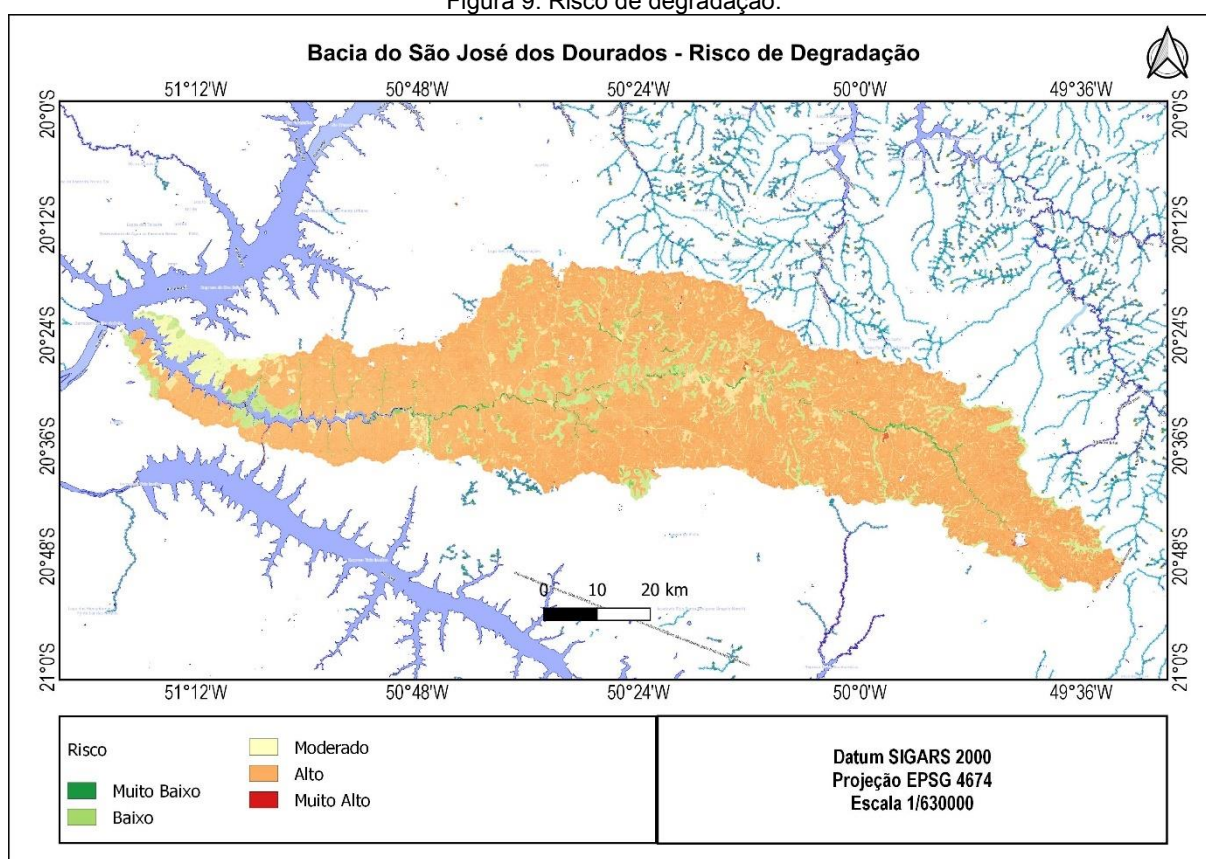 Figura 9. Risco de degradação.
Bacia do São José dos Dourados - Risco de Degradação
51°12'W 50°48'W 50°24'W 50°0'W 49°36'W
20°0'S 20°0'S
20°12'S 20°12'S
20°24'S 20°24'S
20°36'S 20°36'S
20°48'S 20°48'S
0 10 20 km
21°0'S 21°0'S
51°12'W 50°48'W 50°24'W 50°0'W 49°36'W
Risco
Muito Baixo
Baixo
Moderado
Alto
Muito Alto
Datum SIGARS 2000
Projeção EPSG 4674
Escala 1/630000